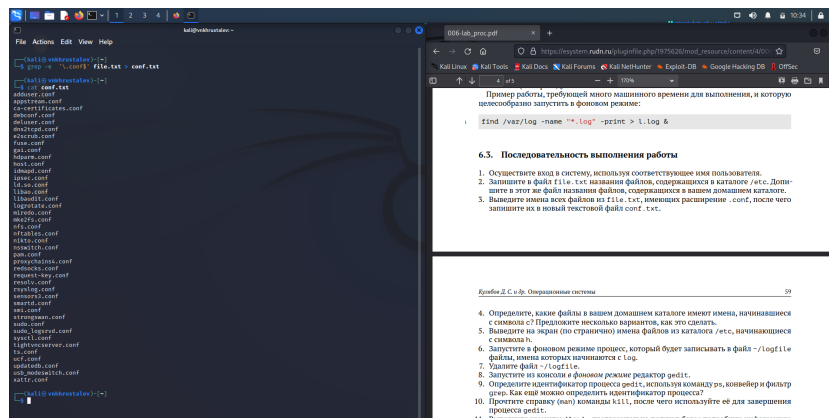 1 2 3 4
10:34
kali@vnkhrustalev: ~
File Actions Edit View Help
┌──(kali㉿vnkhrustalev)-[~]
└─$ grep -e '\.conf$' file.txt > conf.txt
┌──(kali㉿vnkhrustalev)-[~]
└─$ cat conf.txt
adduser.conf
appstream.conf
ca-certificates.conf
debconf.conf
deluser.conf
dns2tcpd.conf
e2scrub.conf
fuse.conf
gai.conf
hdparm.conf
host.conf
idmapd.conf
ipsec.conf
ld.so.conf
libao.conf
libaudit.conf
logrotate.conf
miredo.conf
mke2fs.conf
nfs.conf
nftables.conf
nikto.conf
nsswitch.conf
pam.conf
proxychains4.conf
redsocks.conf
request-key.conf
resolv.conf
rsyslog.conf
sensors3.conf
smartd.conf
smi.conf
strongswan.conf
sudo.conf
sudo_logsrvd.conf
sysctl.conf
tightvncserver.conf
ts.conf
ucf.conf
updatedb.conf
usb_modeswitch.conf
xattr.conf
┌──(kali㉿vnkhrustalev)-[~]
└─$
006-lab_proc.pdf
https://esystem.rudn.ru/pluginfile.php/1975626/mod_resource/content/4/00
Kali Linux Kali Tools Kali Docs Kali Forums Kali NetHunter Exploit-DB Google Hacking DB OffSec
4 of 5 170%
Пример работы, требующей много машинного времени для выполнения, и которую
целесообразно запустить в фоновом режиме:
1 find /var/log -name "*.log" -print > l.log &
6.3. Последовательность выполнения работы
1. Осуществите вход в систему, используя соответствующее имя пользователя.
2. Запишите в файл file.txt названия файлов, содержащихся в каталоге /etc. Допи-
шите в этот же файл названия файлов, содержащихся в вашем домашнем каталоге.
3. Выведите имена всех файлов из file.txt, имеющих расширение .conf, после чего
запишите их в новый текстовой файл conf.txt.
Кулябов Д. С. и др. Операционные системы 59
4. Определите, какие файлы в вашем домашнем каталоге имеют имена, начинавшиеся
с символа c? Предложите несколько вариантов, как это сделать.
5. Выведите на экран (по странично) имена файлов из каталога /etc, начинающиеся
с символа h.
6. Запустите в фоновом режиме процесс, который будет записывать в файл ~/logfile
файлы, имена которых начинаются с log.
7. Удалите файл ~/logfile.
8. Запустите из консоли в фоновом режиме редактор gedit.
9. Определите идентификатор процесса gedit, используя команду ps, конвейер и фильтр
grep. Как ещё можно определить идентификатор процесса?
10. Прочтите справку (man) команды kill, после чего используйте её для завершения
процесса gedit.